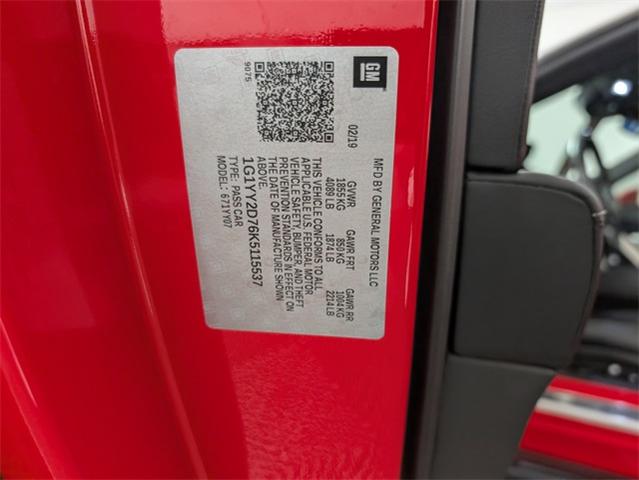 GM
9075
02/19
MFD BY GENERAL MOTORS LLC
GVWR GAWR FRT GAWR RR
1855 KG 850 KG 1004 KG
4089 LB 1874 LB 2214 LB
THIS VEHICLE CONFORMS TO ALL
APPLICABLE U.S. FEDERAL MOTOR
VEHICLE SAFETY, BUMPER, AND THEFT
PREVENTION STANDARDS IN EFFECT ON
THE DATE OF MANUFACTURE SHOWN
ABOVE.
1G1YY2D76K5115537
TYPE: PASS CAR
MODEL: 671YY07